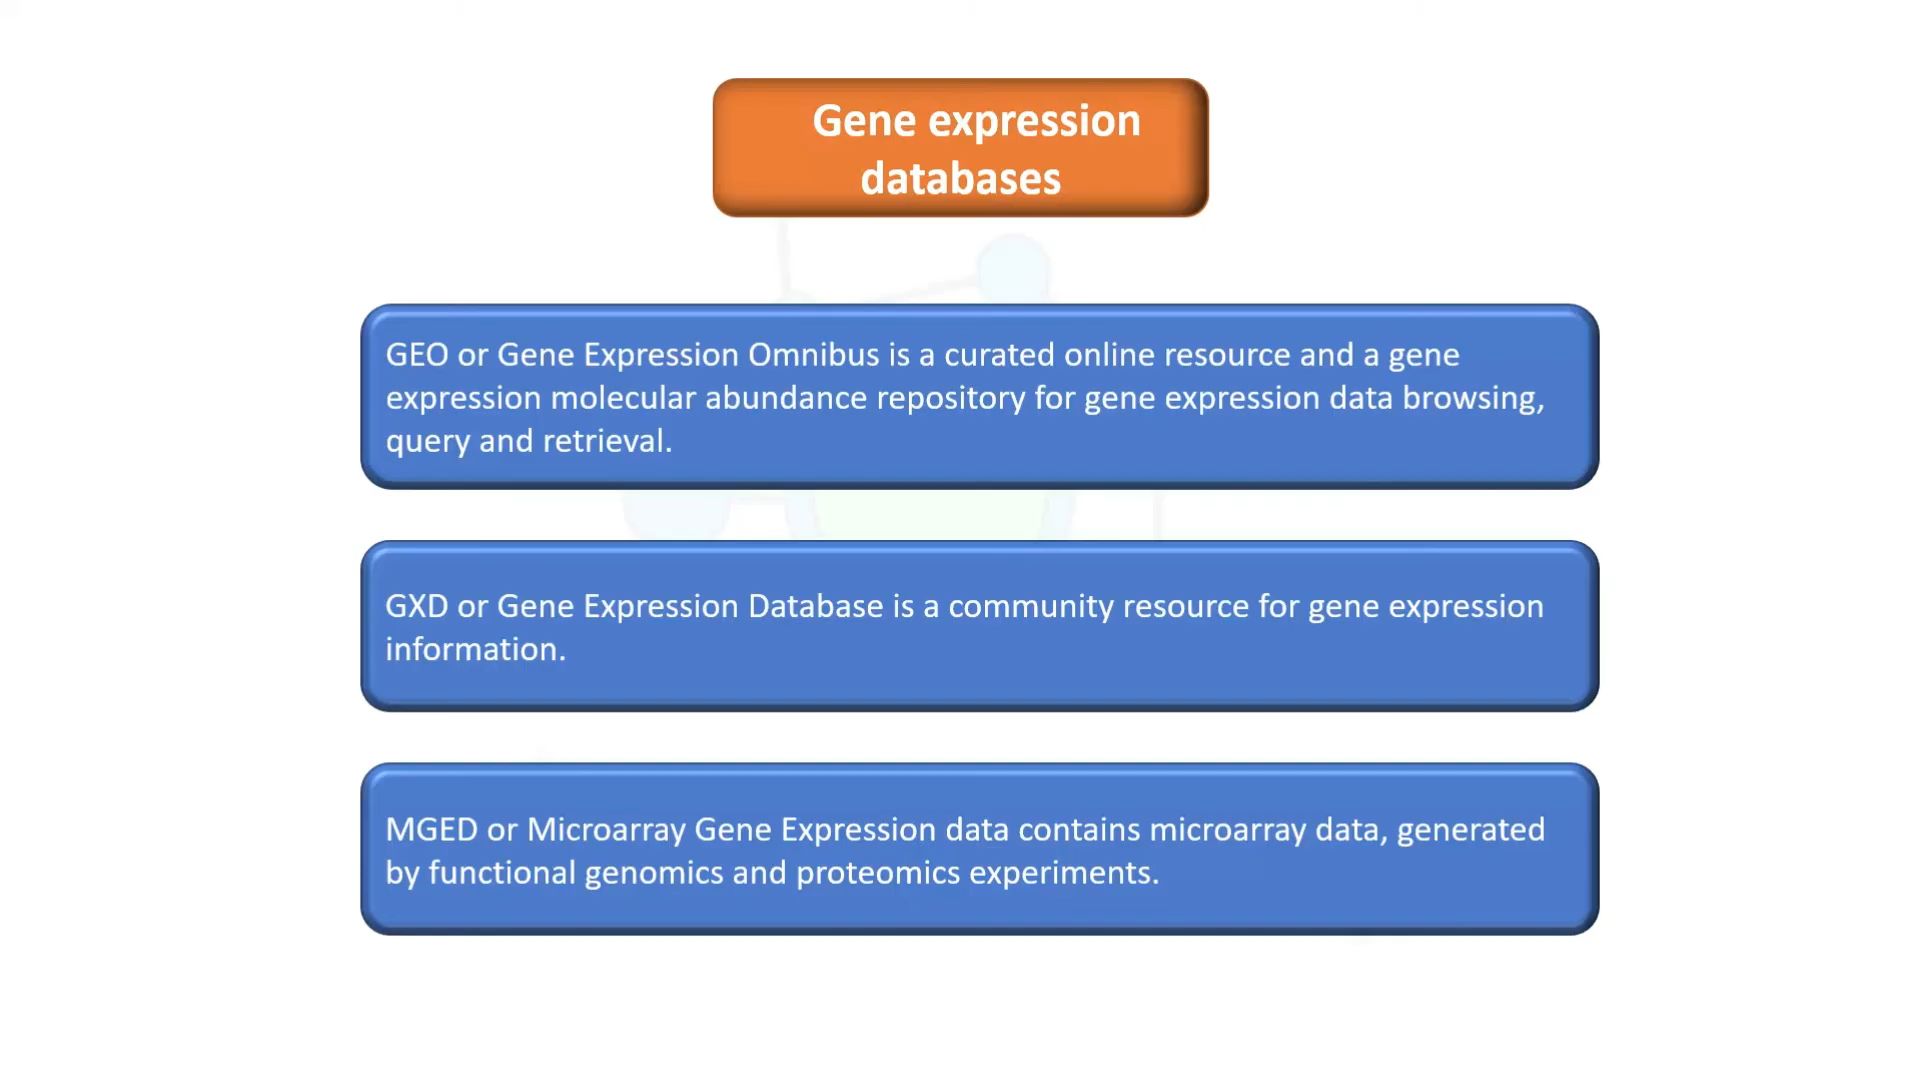 Gene expression
databases
GEO or Gene Expression Omnibus is a curated online resource and a gene
expression molecular abundance repository for gene expression data browsing,
query and retrieval.
GXD or Gene Expression Database is a community resource for gene expression
information.
MGED or Microarray Gene Expression data contains microarray data, generated
by functional genomics and proteomics experiments.